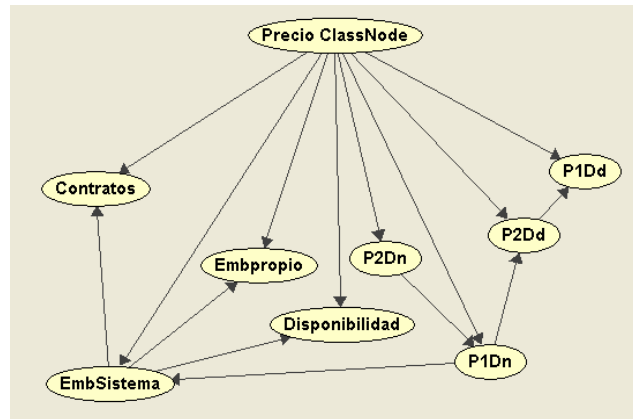 Precio ClassNode
P1Dd
Contratos
P2Dd
Embpropio
P2Dn
Disponibilidad
P1Dn
EmbSistema